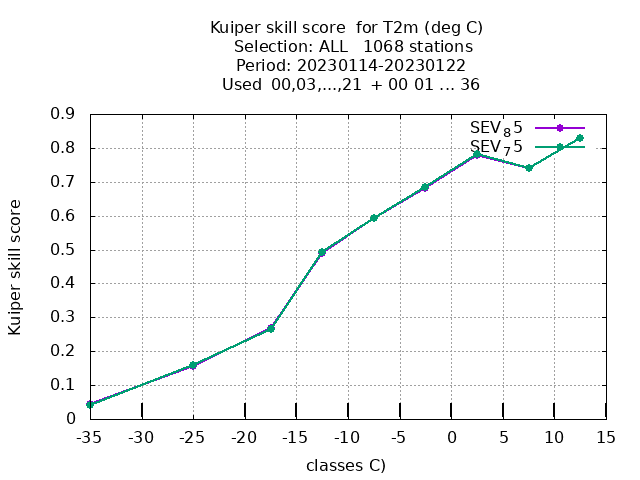 Kuiper skill score  for T2m (deg C)
Selection: ALL   1068 stations
Period: 20230114-20230122
Used  00,03,...,21  + 00 01 ... 36
SEV_8 5
SEV_7 5
0.9
0.8
0.7
0.6
0.5
0.4
0.3
0.2
0.1
0
Kuiper skill score
-35 -30 -25 -20 -15 -10 -5 0 5 10 15
classes C)